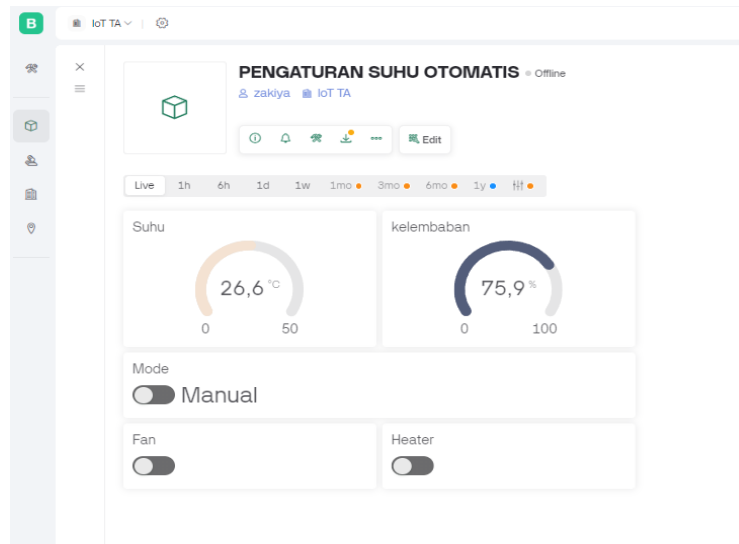 B IoT TA
PENGATURAN SUHU OTOMATIS Offline
zakiya IoT TA
Edit
Live 1h 6h 1d 1w 1mo 3mo 6mo 1y
Suhu kelembaban
26,6 °C 75,9 %
0 50 0 100
Mode
Manual
Fan Heater